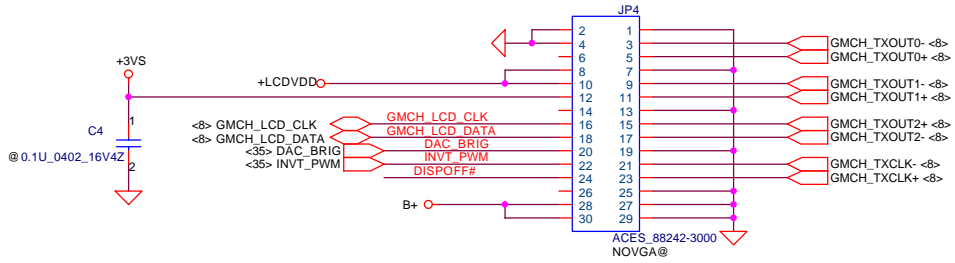 JP4
2 1
4 3 GMCH_TXOUT0- <8>
6 5 GMCH_TXOUT0+ <8>
+3VS
8 7
+LCDVDD 10 9 GMCH_TXOUT1- <8>
12 11 GMCH_TXOUT1+ <8>
14 13
1
<8> GMCH_LCD_CLK GMCH_LCD_CLK 16 15 GMCH_TXOUT2+ <8>
C4
<8> GMCH_LCD_DATA GMCH_LCD_DATA 18 17 GMCH_TXOUT2- <8>
@ 0.1U_0402_16V4Z
<35> DAC_BRIG DAC_BRIG 20 19
2
<35> INVT_PWM INVT_PWM 22 21 GMCH_TXCLK- <8>
DISPOFF# 24 23 GMCH_TXCLK+ <8>
26 25
B+ 28 27
30 29
ACES_88242-3000
NOVGA@